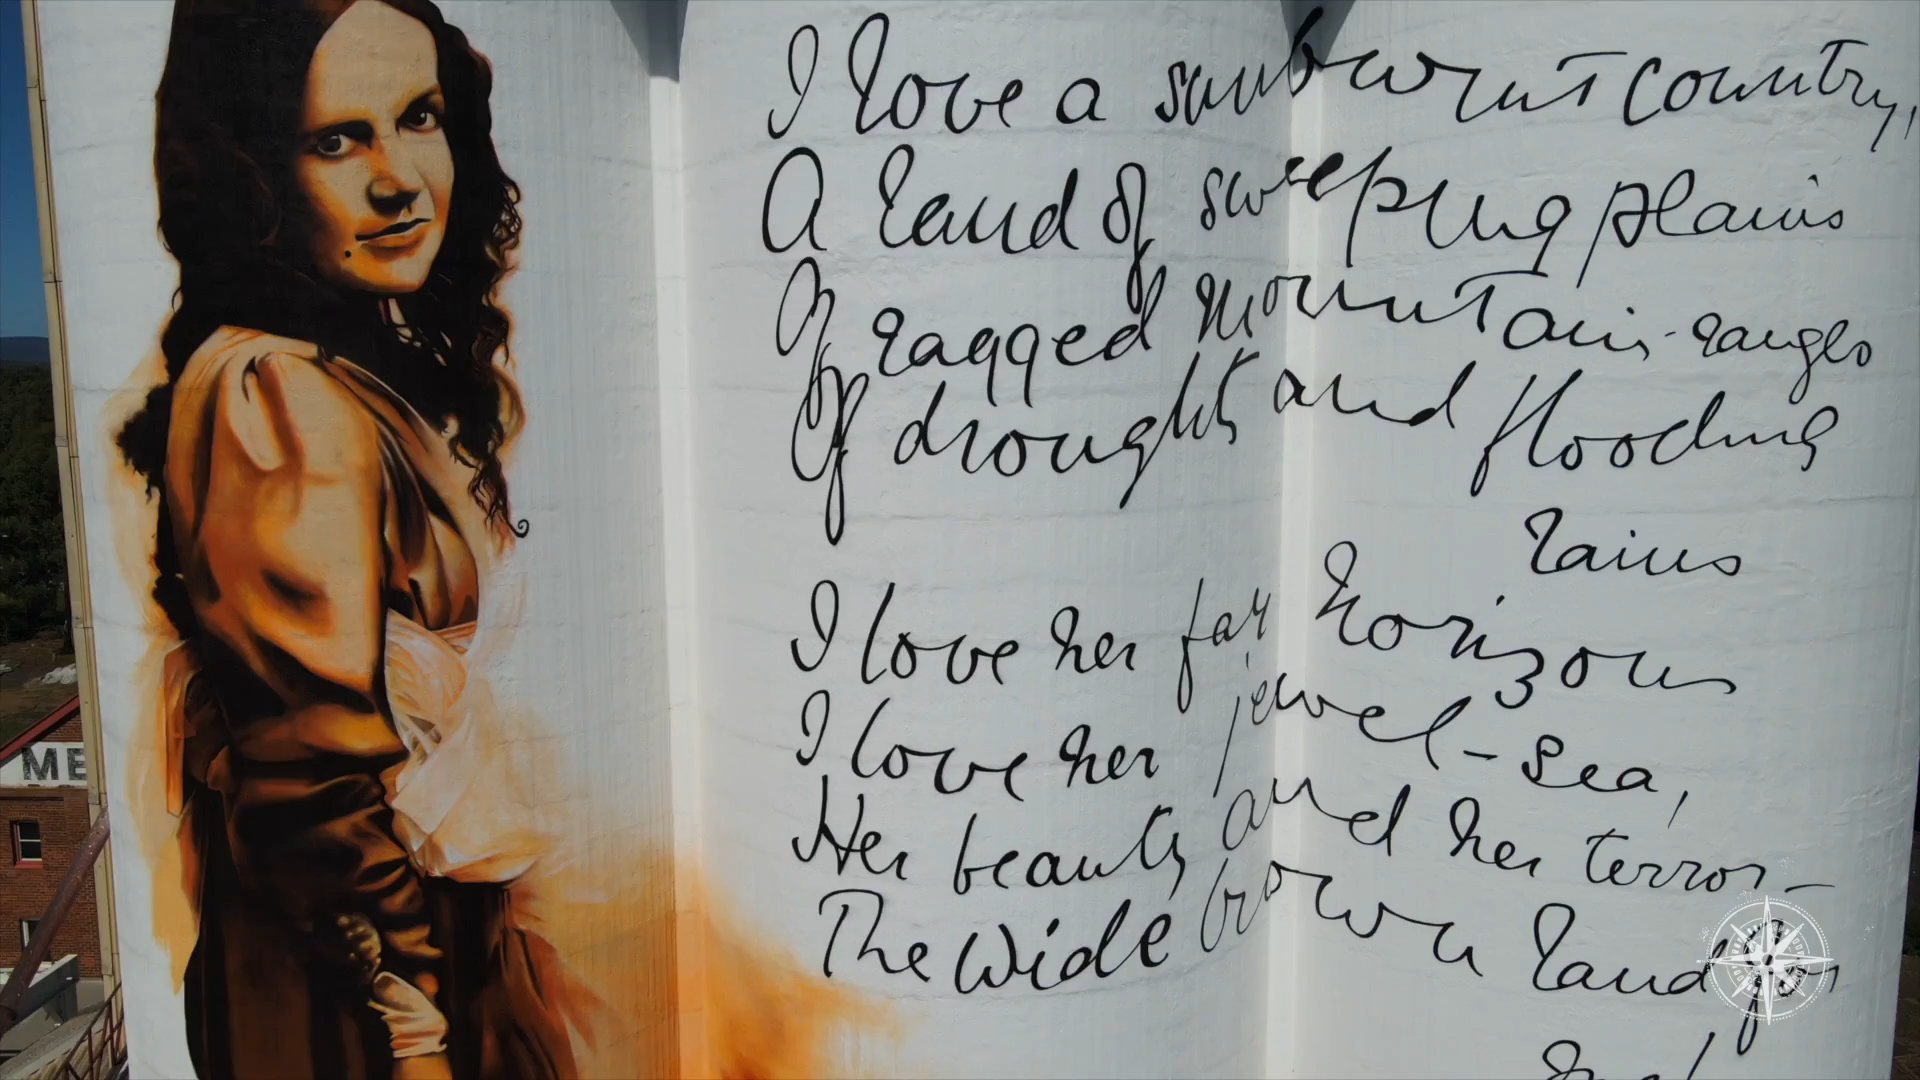 I love a sunburnt country,
A land of sweeping plains
Of ragged mountain-ranges
Of droughts and flooding
rains
I love her far horizons
I love her jewel-sea,
Her beauty and her terror-
The Wide brown land for
ME